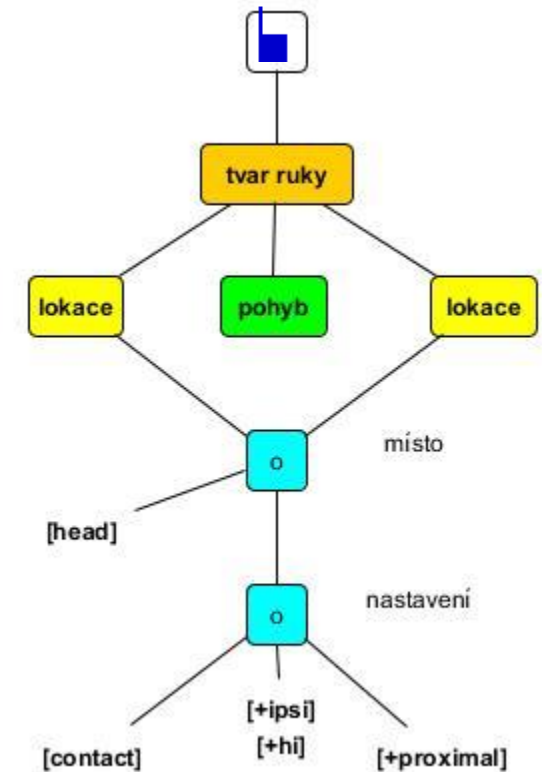 tvar ruky
lokace
pohyb
lokace
o
místo
[head]
o
nastavení
[+ipsi]
[+hi]
[contact]
[+proximal]